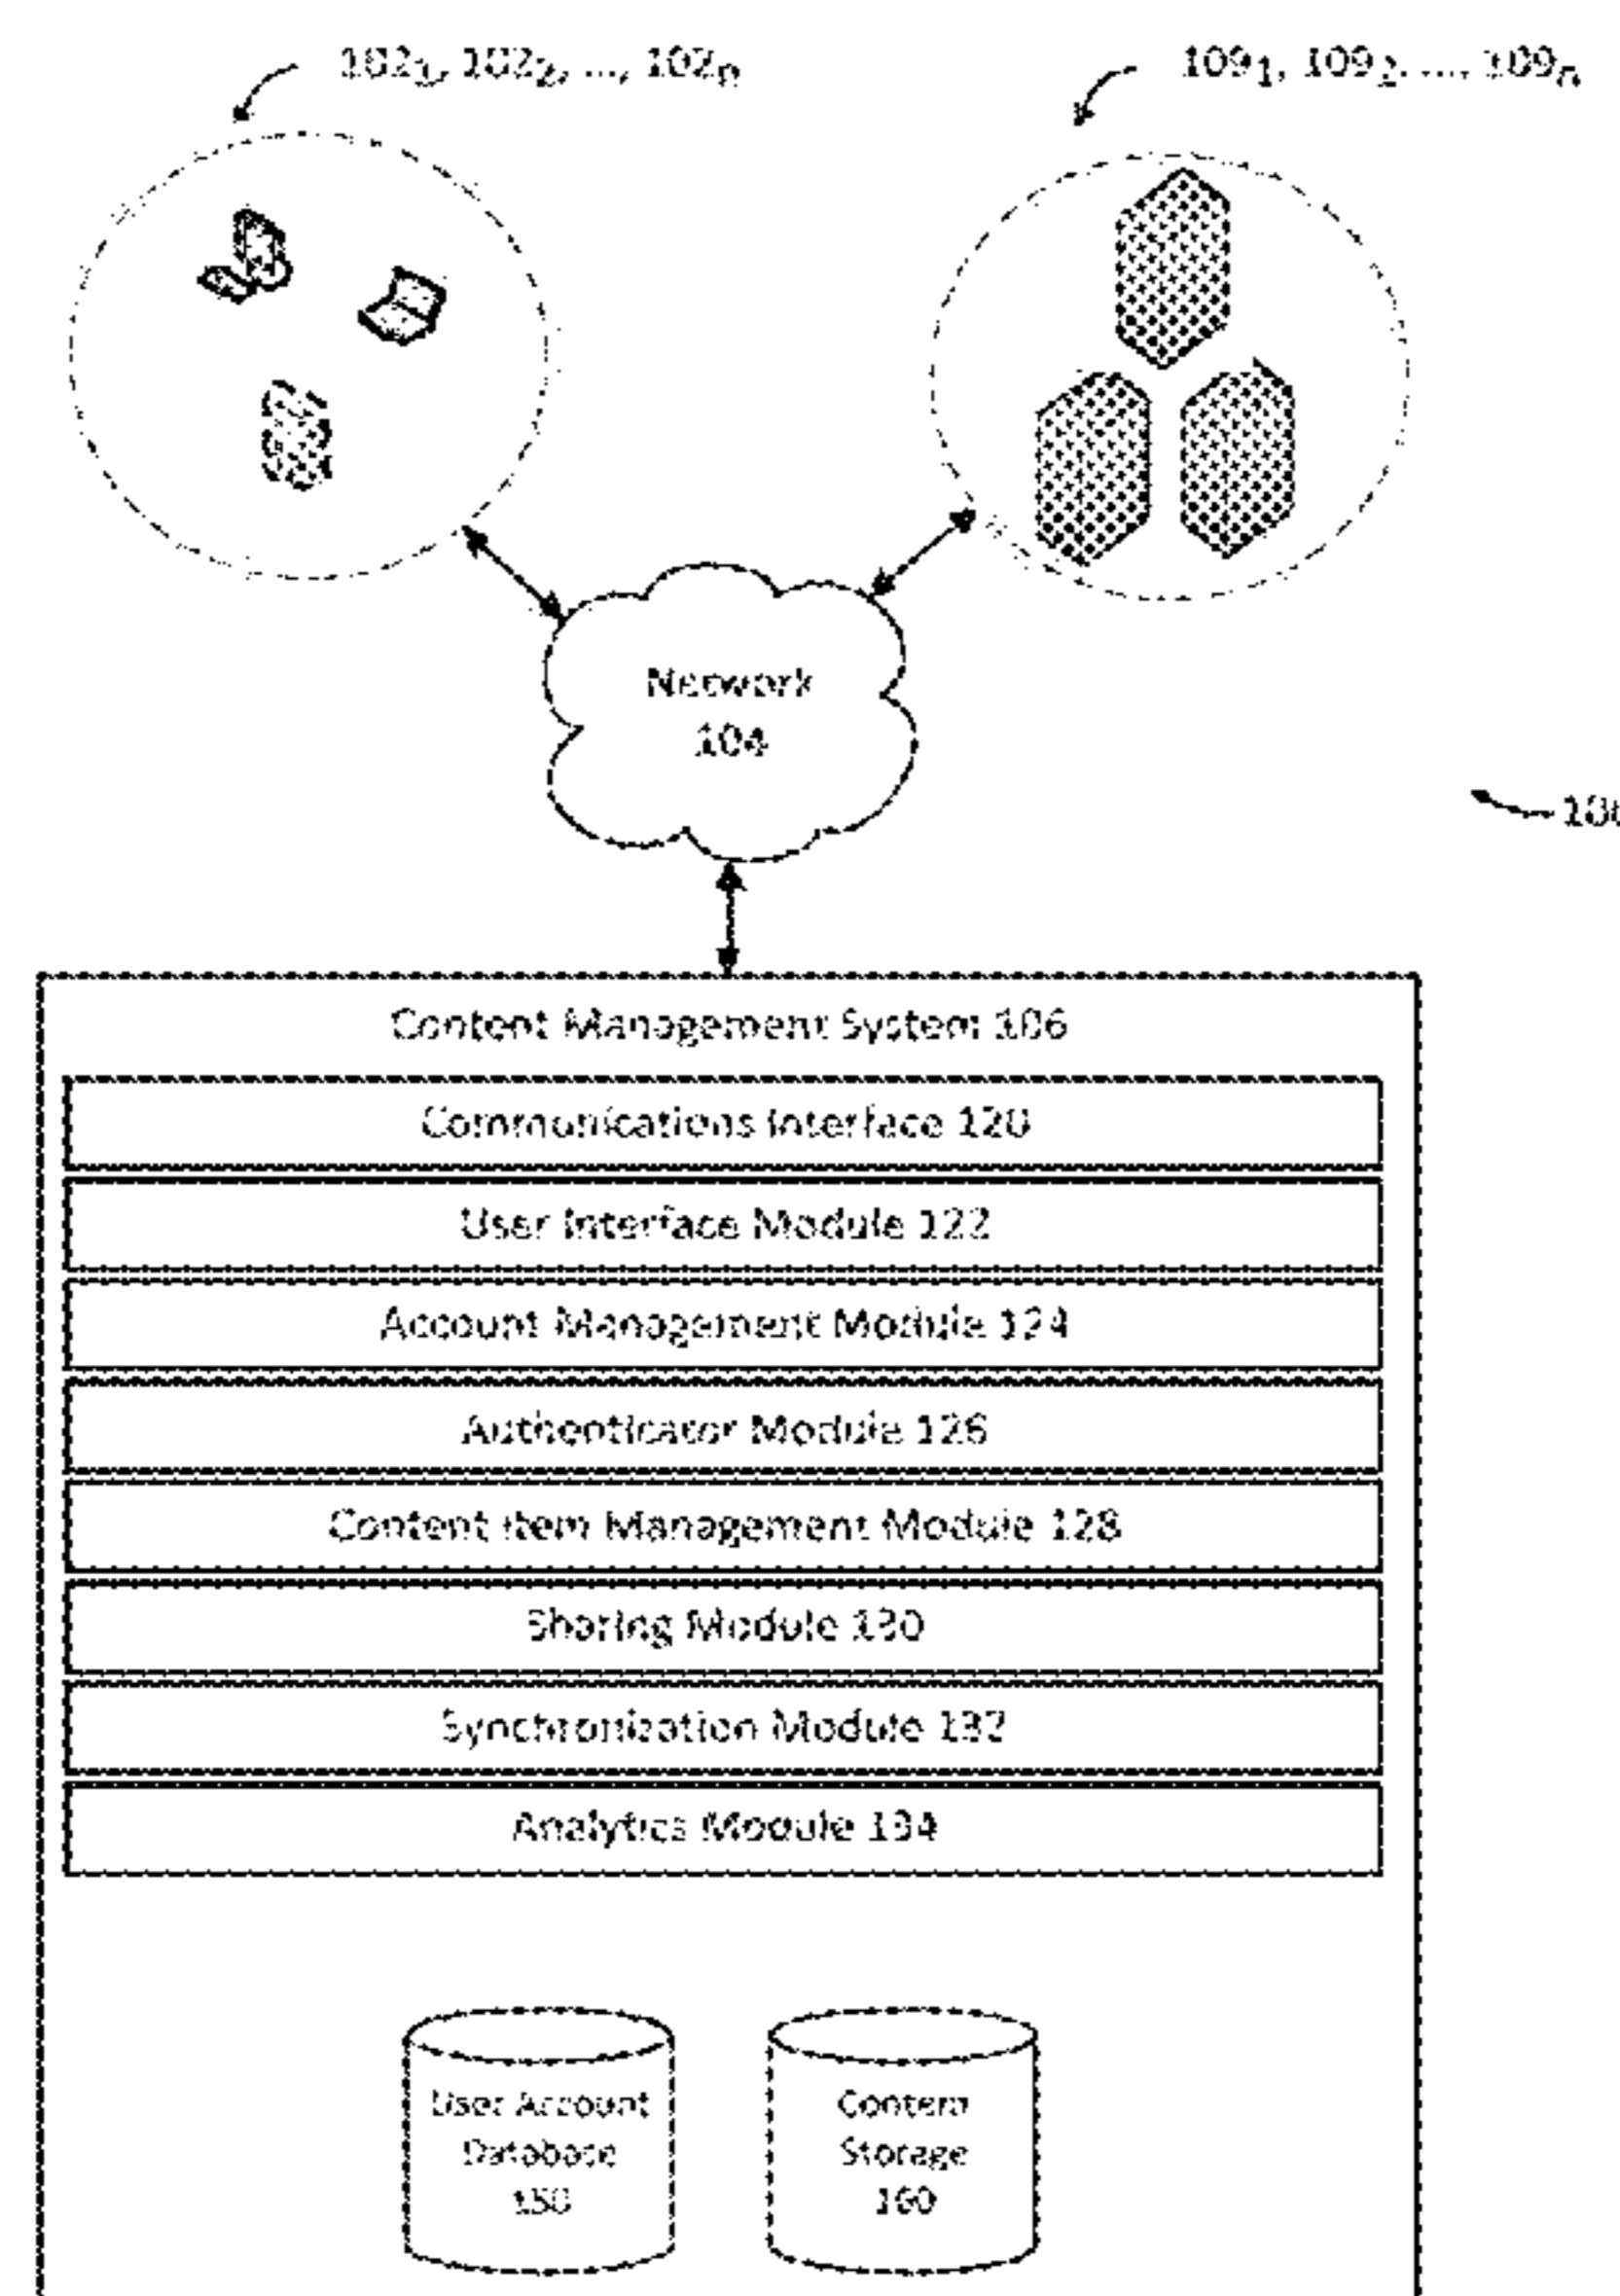 102₁, 102₂, ..., 102ₙ
109₁, 109₂, ..., 109ₙ
Network
104
Content Management System 106
Communications Interface 120
User Interface Module 122
Account Management Module 124
Authenticator Module 126
Content Item Management Module 128
Sharing Module 130
Synchronization Module 132
Analytics Module 134
User Account
Database
150
Content
Storage
160